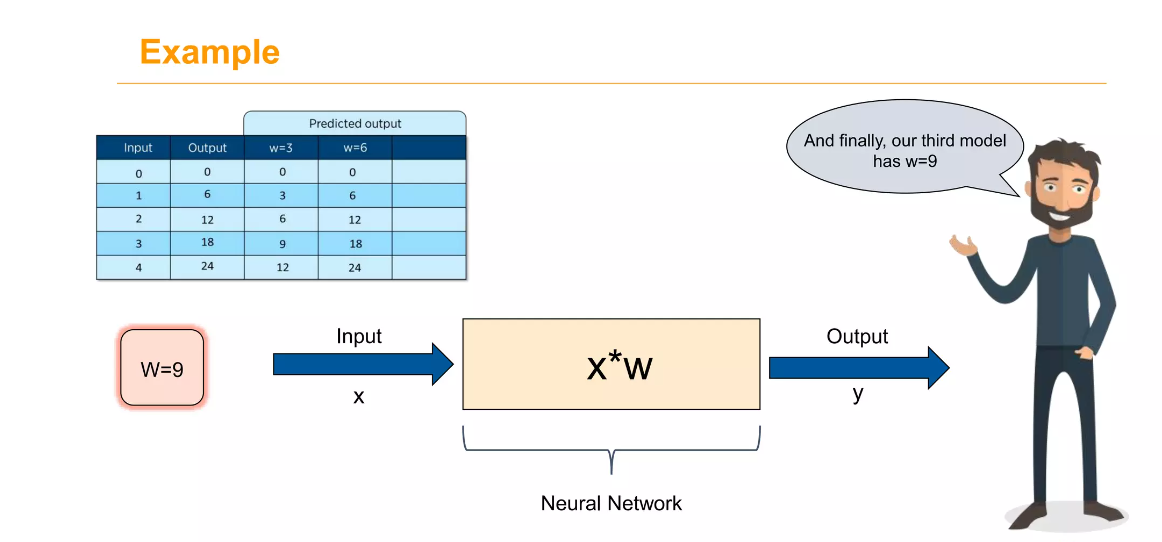 Example
Predicted output
Input Output w=3 w=6
0 0 0 0
1 6 3 6
2 12 6 12
3 18 9 18
4 24 12 24
And finally, our third model
has w=9
W=9
Input
x
x*w
Output
y
Neural Network